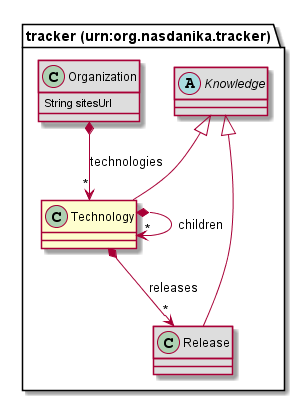 tracker (urn:org.nasdanika.tracker)
C Organization
String sitesUrl
A Knowledge
technologies
*
C Technology
*
children
releases
*
C Release